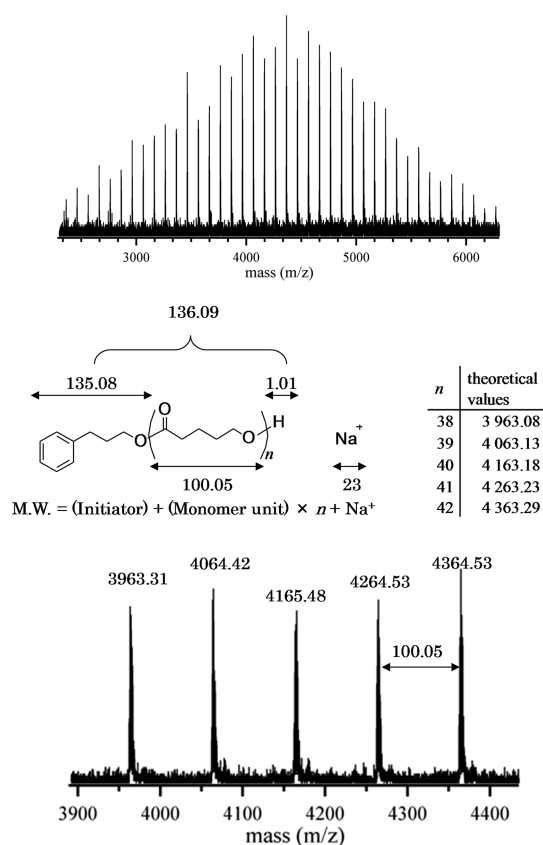 3000 4000 5000 6000
mass (m/z)
136.09
135.08 1.01
O
H
O O
n
Na+
100.05 23
M.W. = (Initiator) + (Monomer unit) × n + Na+
n theoretical values
38 3 963.08
39 4 063.13
40 4 163.18
41 4 263.23
42 4 363.29
3963.31 4064.42 4165.48 4264.53 4364.53
100.05
3900 4000 4100 4200 4300 4400
mass (m/z)